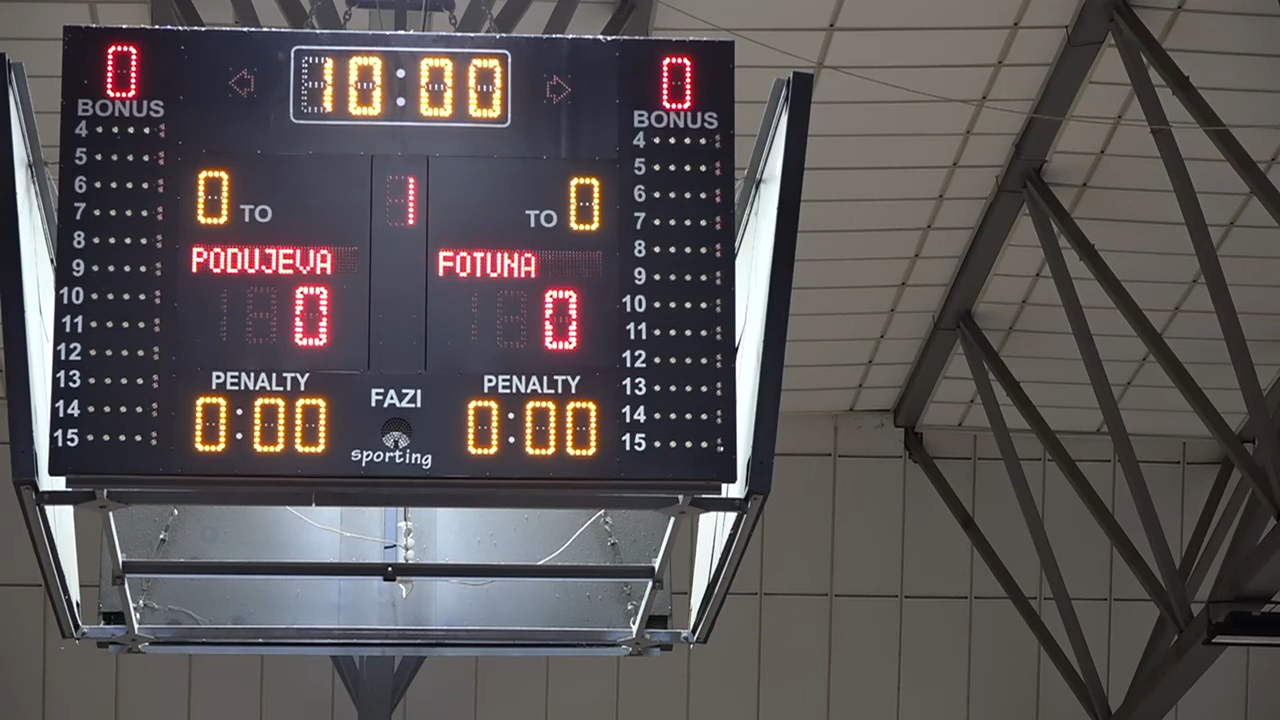 0 10:00 0
BONUS BONUS
4 4
5 5
6 6
7 7
8 8
9 9
10 10
11 11
12 12
13 13
14 14
15 15
0 TO 1 TO 0
PODUJEVA FOTUNA
0 0
PENALTY FAZI PENALTY
0:00 0:00
sporting